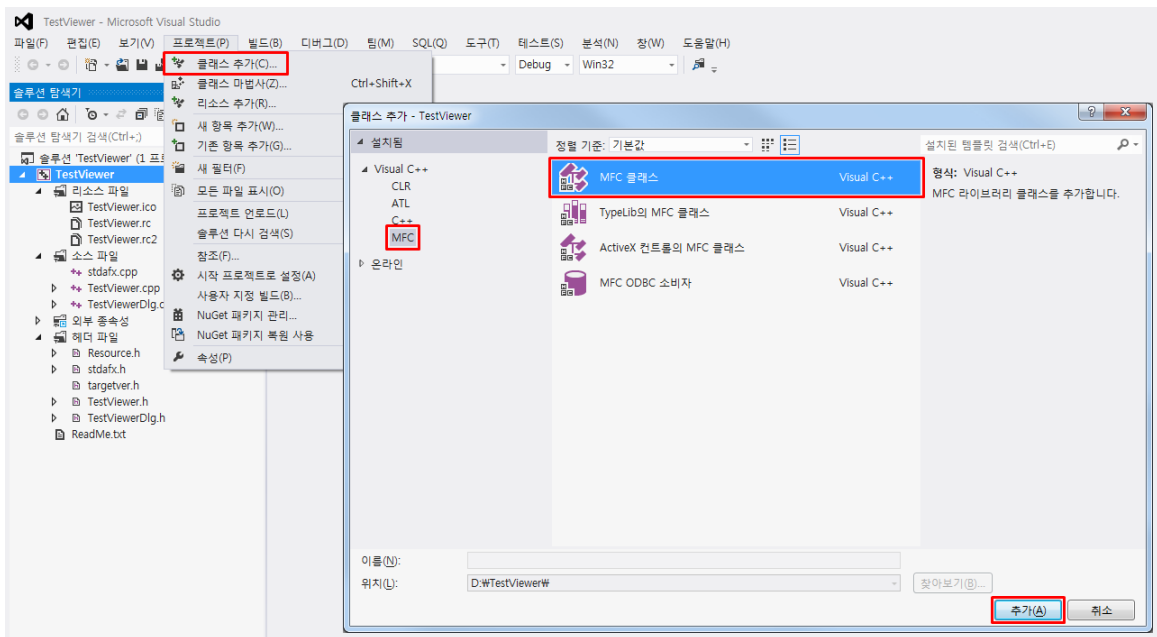 TestViewer - Microsoft Visual Studio
파일(F) 편집(E) 보기(V) 프로젝트(P) 빌드(B) 디버그(D) 팀(M) SQL(Q) 도구(T) 테스트(S) 분석(N) 창(W) 도움말(H)
Debug Win32
클래스 추가(C)...
클래스 마법사(Z)... Ctrl+Shift+X
리소스 추가(R)...
새 항목 추가(W)...
기존 항목 추가(G)...
새 필터(F)
모든 파일 표시(O)
프로젝트 언로드(L)
솔루션 다시 검색(S)
참조(F)...
시작 프로젝트로 설정(A)
사용자 지정 빌드(B)...
NuGet 패키지 관리...
NuGet 패키지 복원 사용
속성(P)
솔루션 탐색기
솔루션 탐색기 검색(Ctrl+;)
솔루션 'TestViewer' (1 프
TestViewer
리소스 파일
TestViewer.ico
TestViewer.rc
TestViewer.rc2
소스 파일
stdafx.cpp
TestViewer.cpp
TestViewerDlg.c
외부 종속성
헤더 파일
Resource.h
stdafx.h
targetver.h
TestViewer.h
TestViewerDlg.h
ReadMe.txt
클래스 추가 - TestViewer
설치됨
Visual C++
CLR
ATL
C++
MFC
온라인
정렬 기준: 기본값
MFC 클래스 Visual C++
TypeLib의 MFC 클래스 Visual C++
ActiveX 컨트롤의 MFC 클래스 Visual C++
MFC ODBC 소비자 Visual C++
설치된 템플릿 검색(Ctrl+E)
형식: Visual C++
MFC 라이브러리 클래스를 추가합니다.
이름(N):
위치(L): D:₩TestViewer₩
찾아보기(B)...
추가(A) 취소